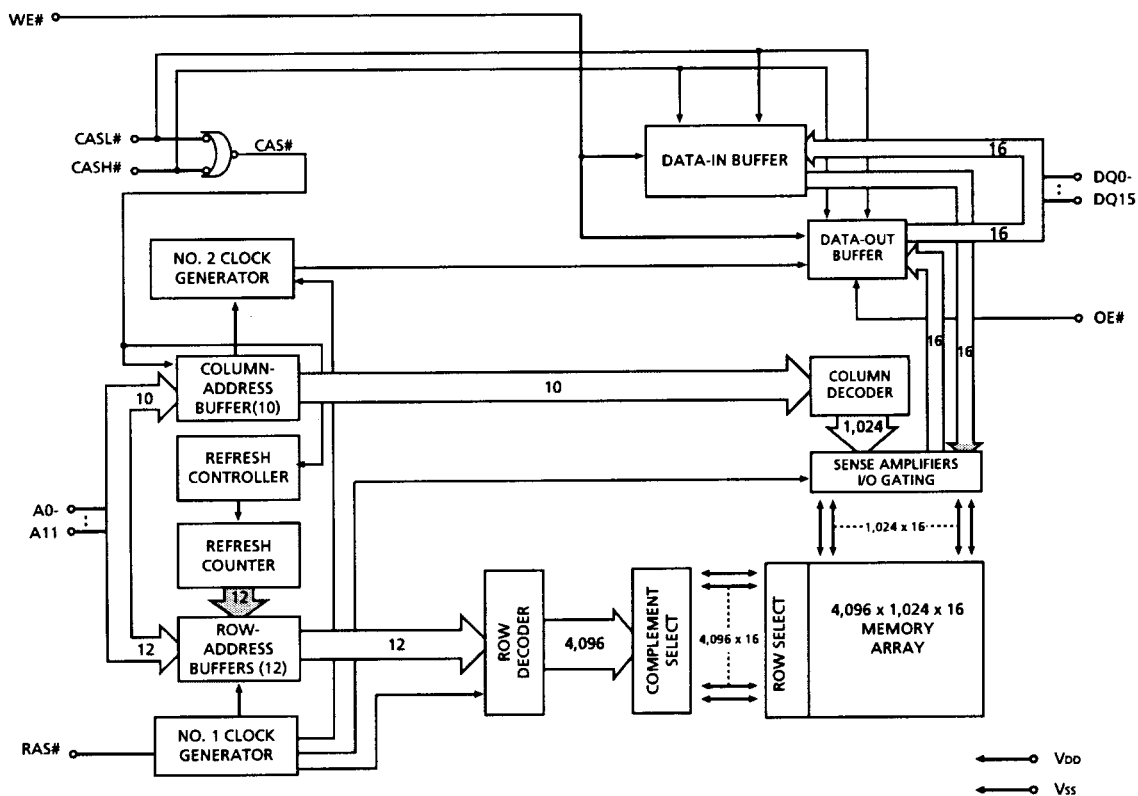 WE#
CASL#
CASH#
CAS#
DATA-IN BUFFER
16
DQ0-
DQ15
DATA-OUT
BUFFER
16
NO. 2 CLOCK
GENERATOR
OE#
16
16
COLUMN-
ADDRESS
BUFFER(10)
10
10
COLUMN
DECODER
1,024
REFRESH
CONTROLLER
SENSE AMPLIFIERS
I/O GATING
A0-
A11
1,024 x 16
REFRESH
COUNTER
12
ROW-
ADDRESS
BUFFERS (12)
12
12
ROW
DECODER
4,096
COMPLEMENT
SELECT
4,096 x 16
ROW SELECT
4,096 x 1,024 x 16
MEMORY
ARRAY
RAS#
NO. 1 CLOCK
GENERATOR
VDD
VSS